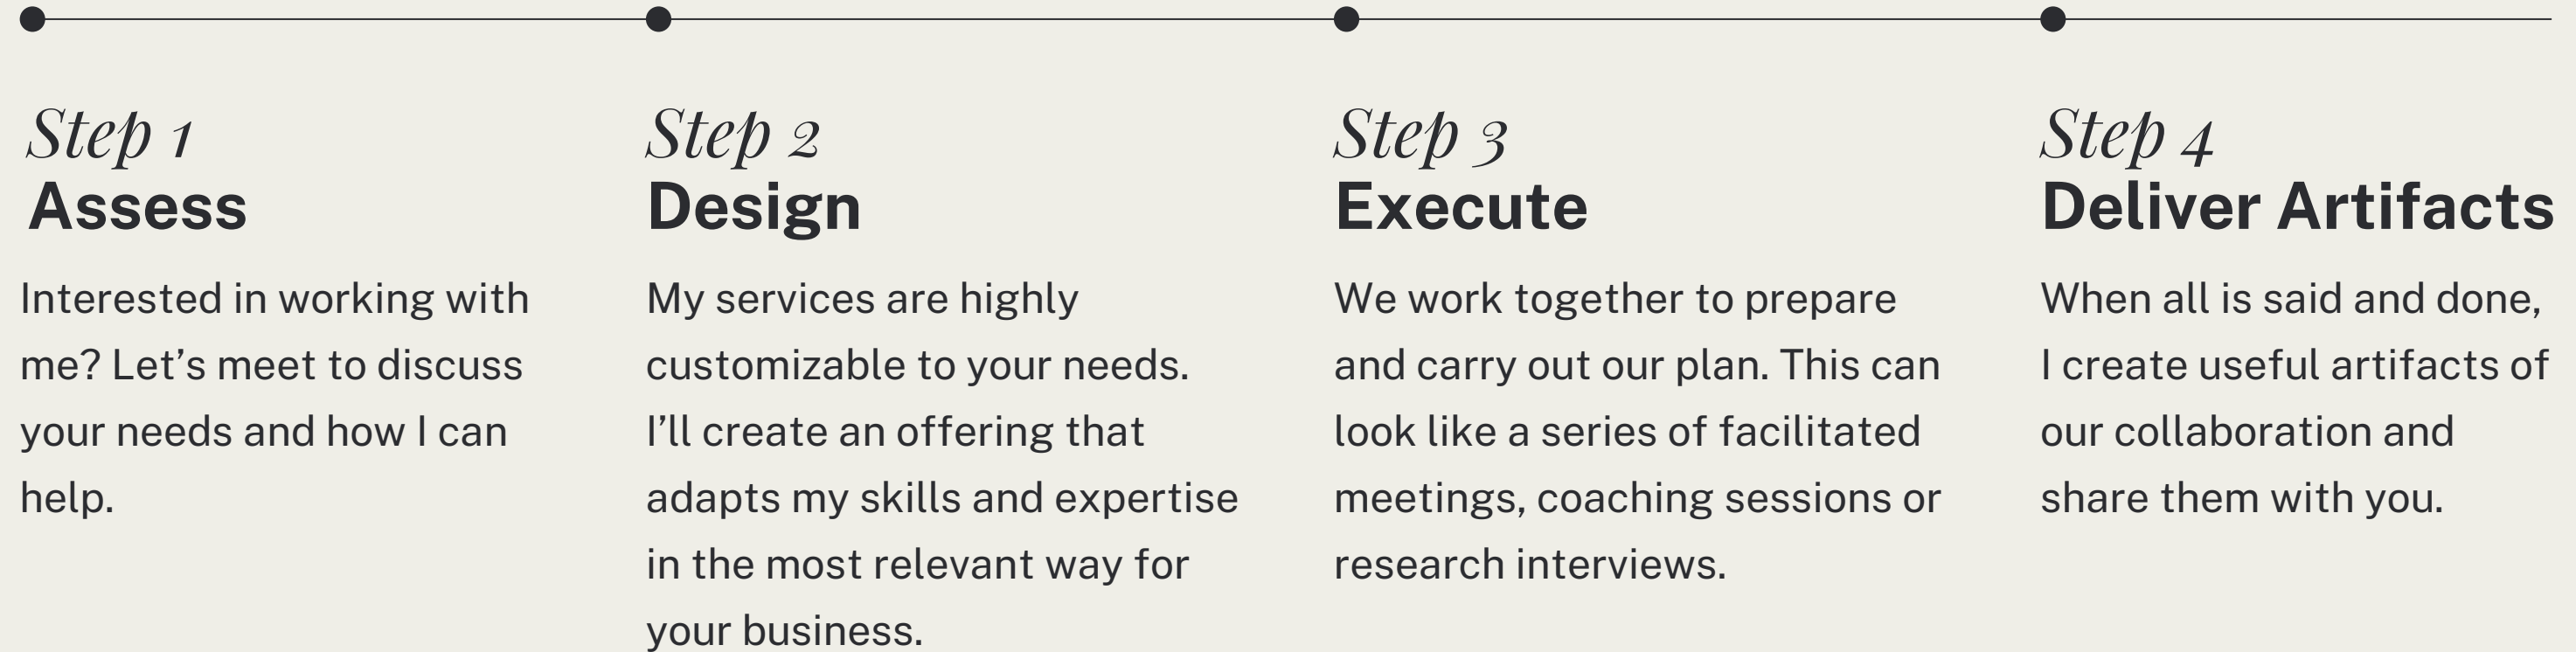 Step 1
Assess
Interested in working with
me? Let’s meet to discuss
your needs and how I can
help.
Step 2
Design
My services are highly
customizable to your needs.
I’ll create an offering that
adapts my skills and expertise
in the most relevant way for
your business.
Step 3
Execute
We work together to prepare
and carry out our plan. This can
look like a series of facilitated
meetings, coaching sessions or
research interviews.
Step 4
Deliver Artifacts
When all is said and done,
I create useful artifacts of
our collaboration and
share them with you.